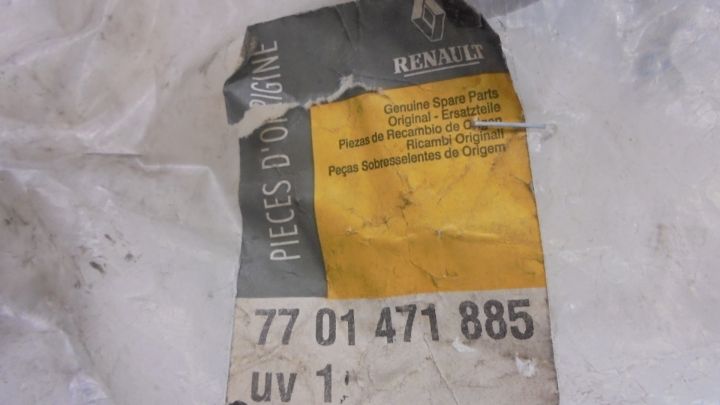 RENAULT
PIECES D'ORIGINE
Genuine Spare Parts
Original - Ersatzteile
Piezas de Recambio de Origen
Ricambi Originali
Peças Sobresselentes de Origem
77 01 471 885
UV 1: